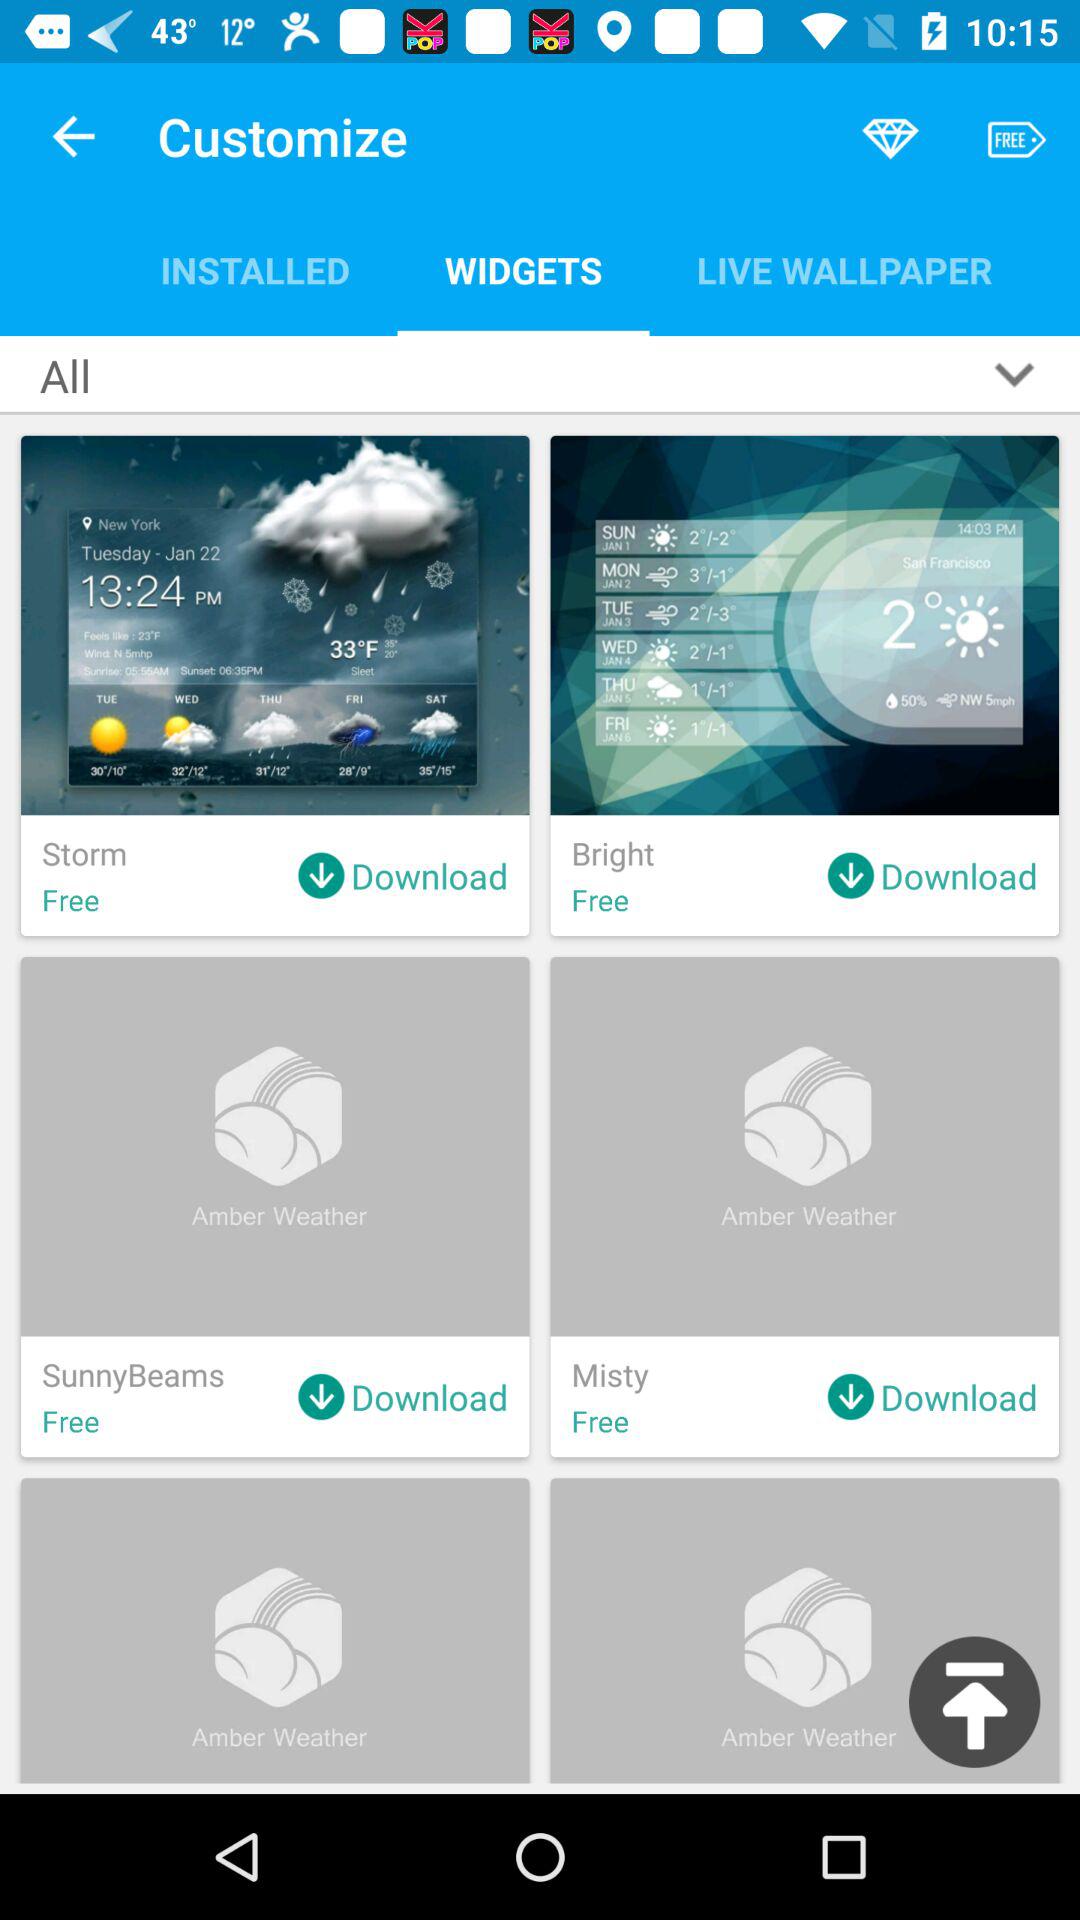 43° 12° KPOP KPOP 10:15
Customize FREE
INSTALLED WIDGETS LIVE WALLPAPER
All
New York
Tuesday - Jan 22
13:24 PM
Feels like : 23°F
Wind: N 5mhp
Sunrise: 05:55AM Sunset: 06:35PM
33°F 35° 20°
Sleet
TUE WED THU FRI SAT
30°/10° 32°/12° 31°/12° 28°/9° 35°/15°
14:03 PM
San Francisco
2°
50% NW 5mph
SUN JAN 1 2°/-2°
MON JAN 2 3°/-1°
TUE JAN 3 2°/-3°
WED JAN 4 2°/-1°
THU JAN 5 1°/-1°
FRI JAN 6 1°/-1°
Storm
Free
Download
Bright
Free
Download
Amber Weather
Amber Weather
SunnyBeams
Free
Download
Misty
Free
Download
Amber Weather
Amber Weather